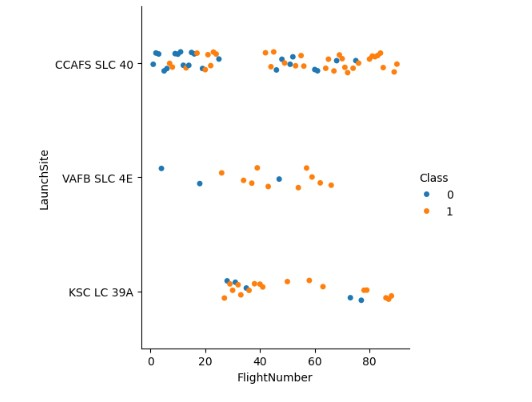 CCAFS SLC 40
VAFB SLC 4E
KSC LC 39A
LaunchSite
0 20 40 60 80
FlightNumber
Class
0
1